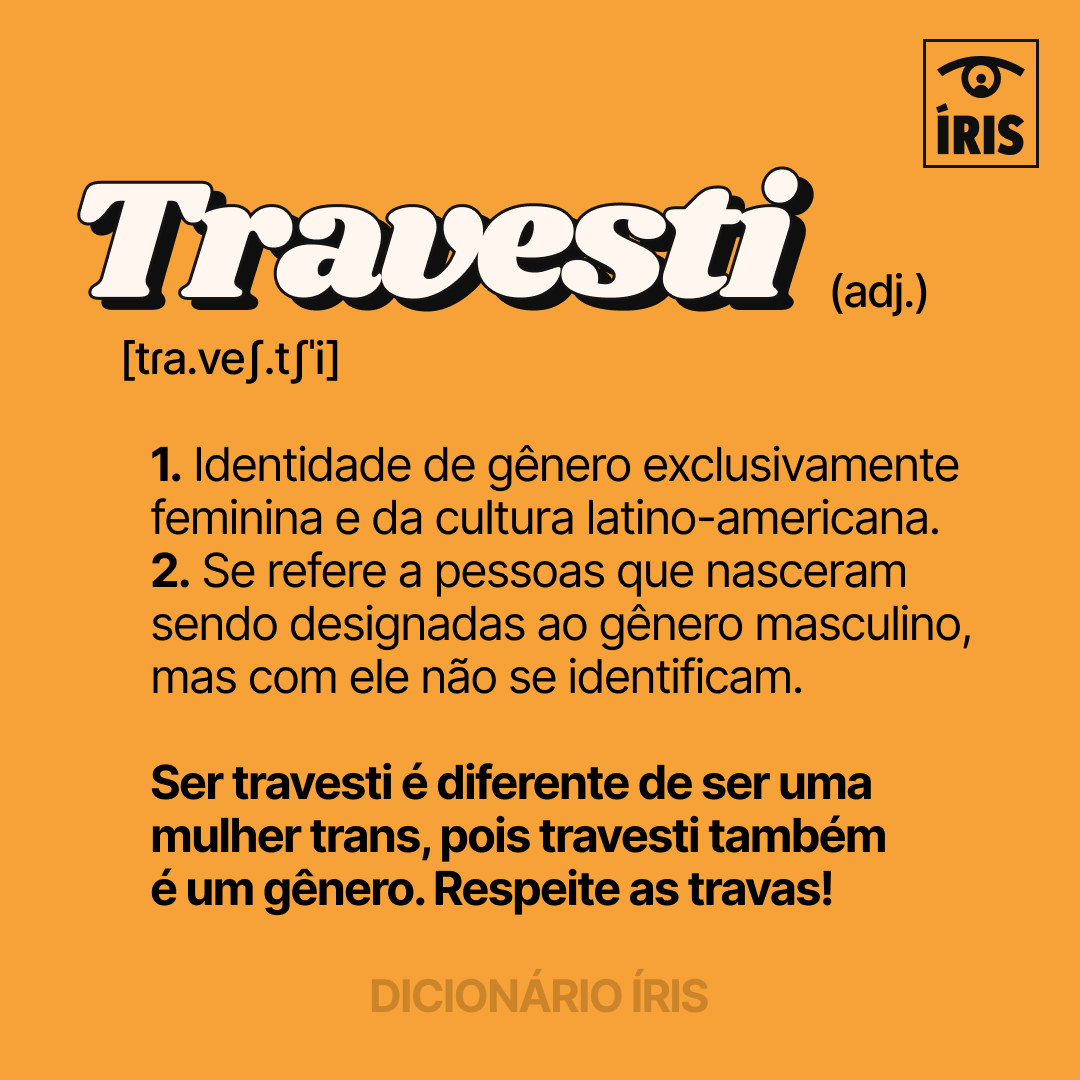 ÍRIS
Travesti (adj.)
[tɾa.veʃ.tʃˈi]
1. Identidade de gênero exclusivamente
feminina e da cultura latino-americana.
2. Se refere a pessoas que nasceram
sendo designadas ao gênero masculino,
mas com ele não se identificam.
Ser travesti é diferente de ser uma
mulher trans, pois travesti também
é um gênero. Respeite as travas!
DICIONÁRIO ÍRIS